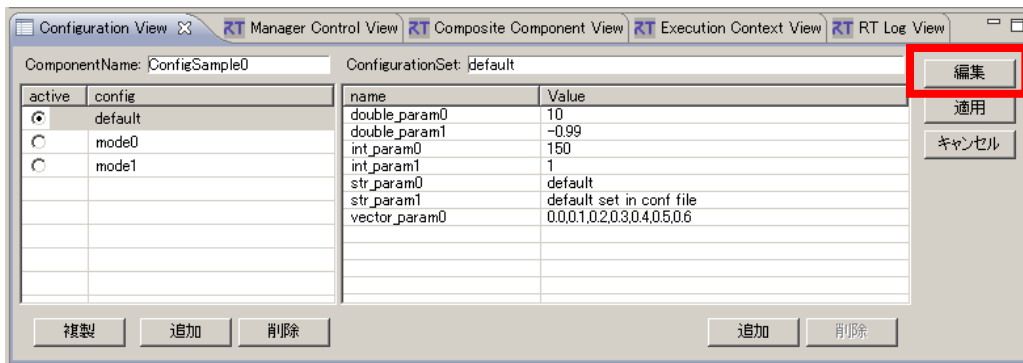 Configuration View RT Manager Control View RT Composite Component View RT Execution Context View RT RT Log View
ComponentName: ConfigSample0 ConfigurationSet: default 編集
active config name Value 適用
default double_param0 10
double_param1 -0.99
mode0 int_param0 150 キャンセル
mode1 int_param1 1
str_param0 default
str_param1 default set in conf file
vector_param0 0.0,0.1,0.2,0.3,0.4,0.5,0.6
複製 追加 削除 追加 削除